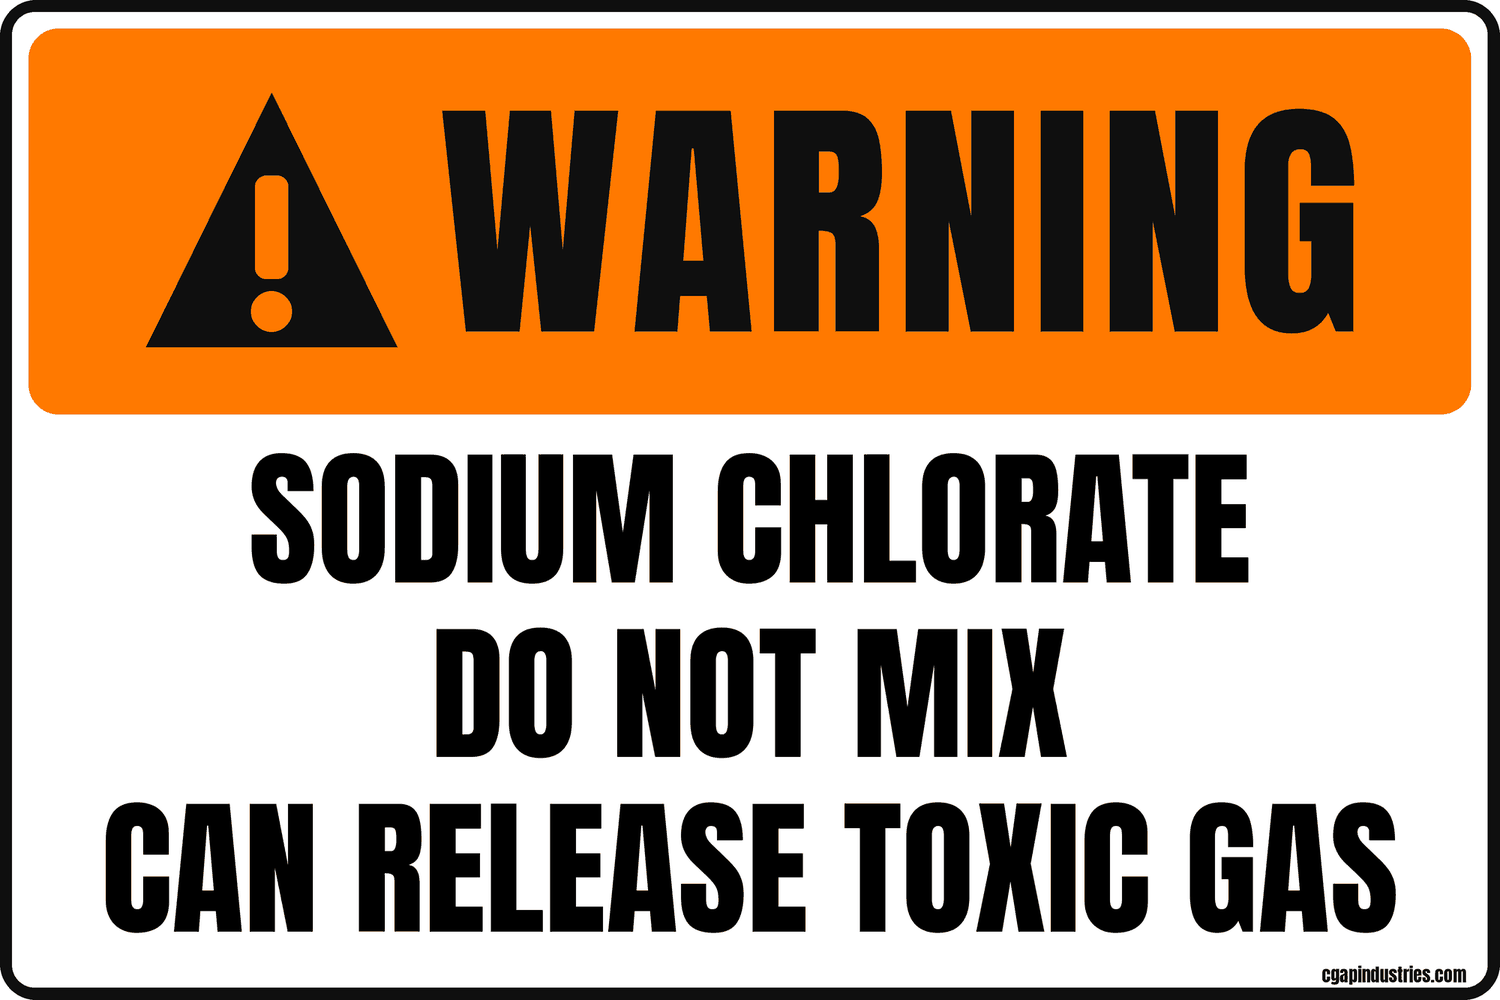 WARNING
SODIUM CHLORATE
DO NOT MIX
CAN RELEASE TOXIC GAS
cgapindustries.com